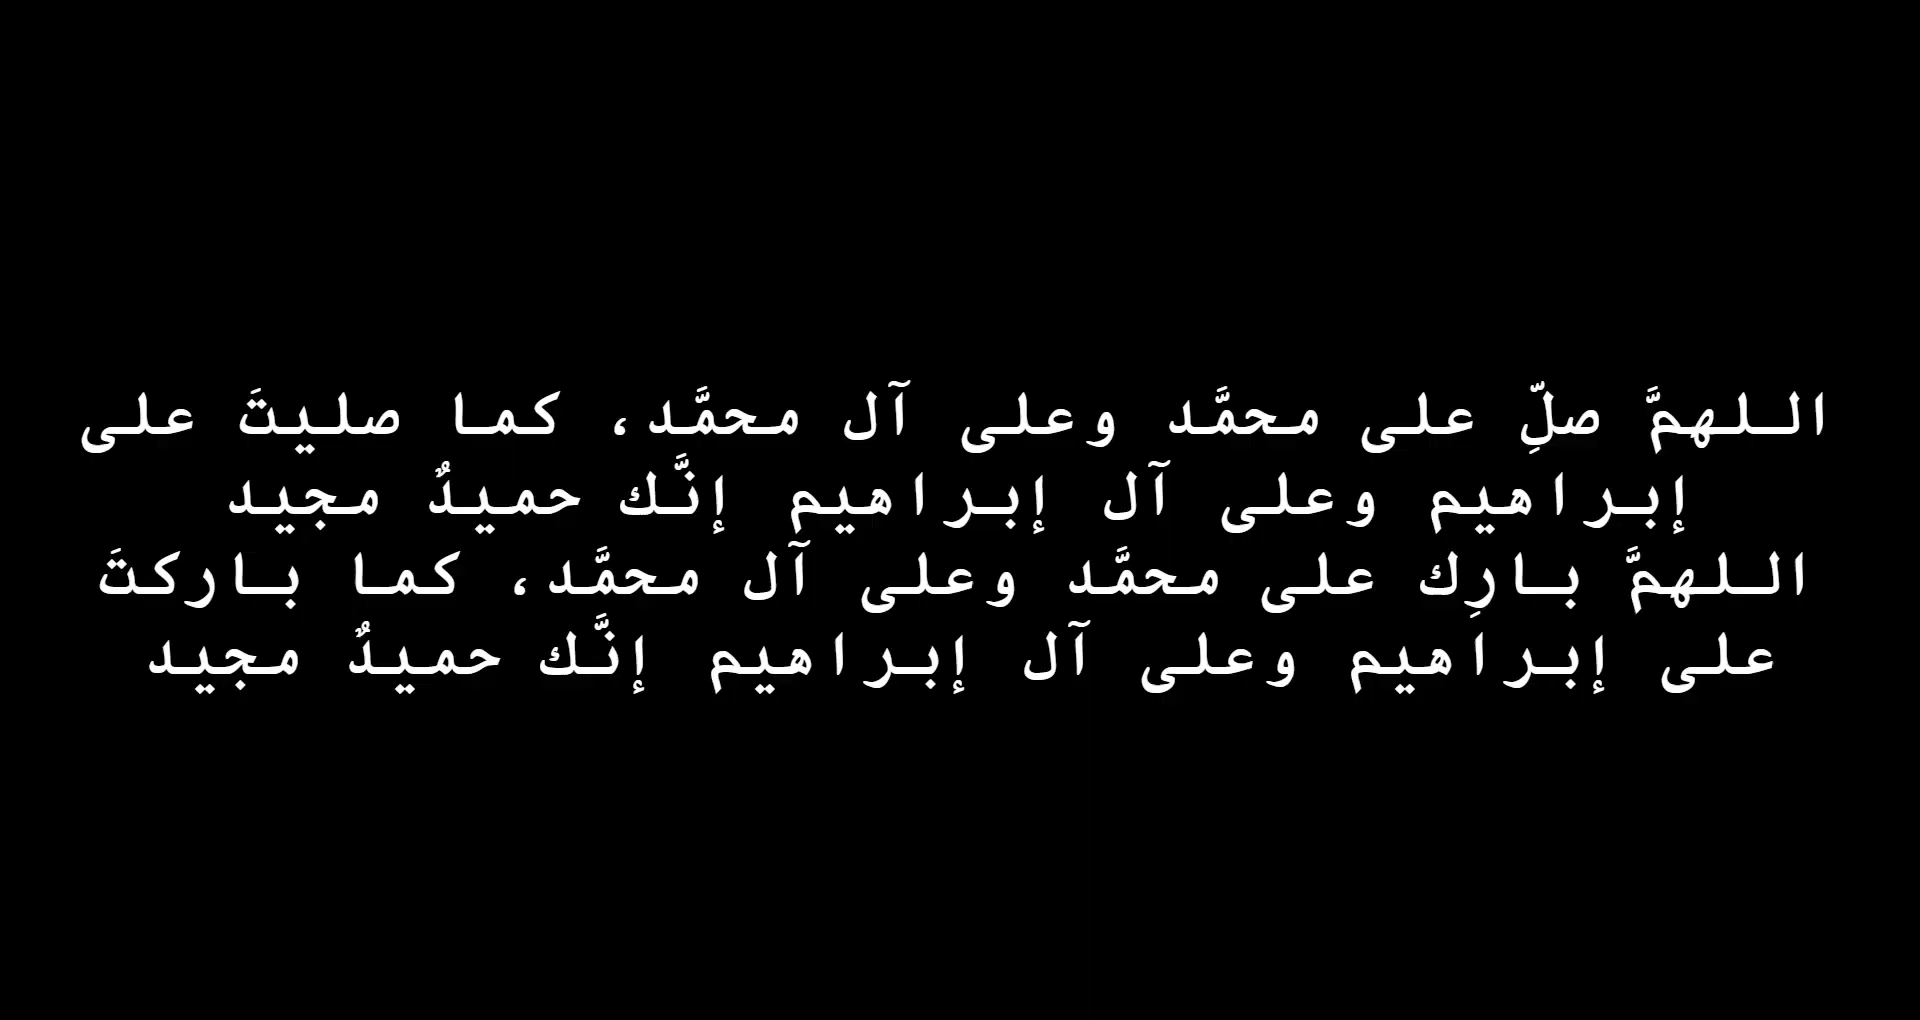 اللهمَّ صلِّ على محمَّد وعلى آل محمَّد، كما صليتَ على
إبراهيم وعلى آل إبراهيم إنَّك حميدٌ مجيد
اللهمَّ بارِك على محمَّد وعلى آل محمَّد، كما باركتَ
على إبراهيم وعلى آل إبراهيم إنَّك حميدٌ مجيد